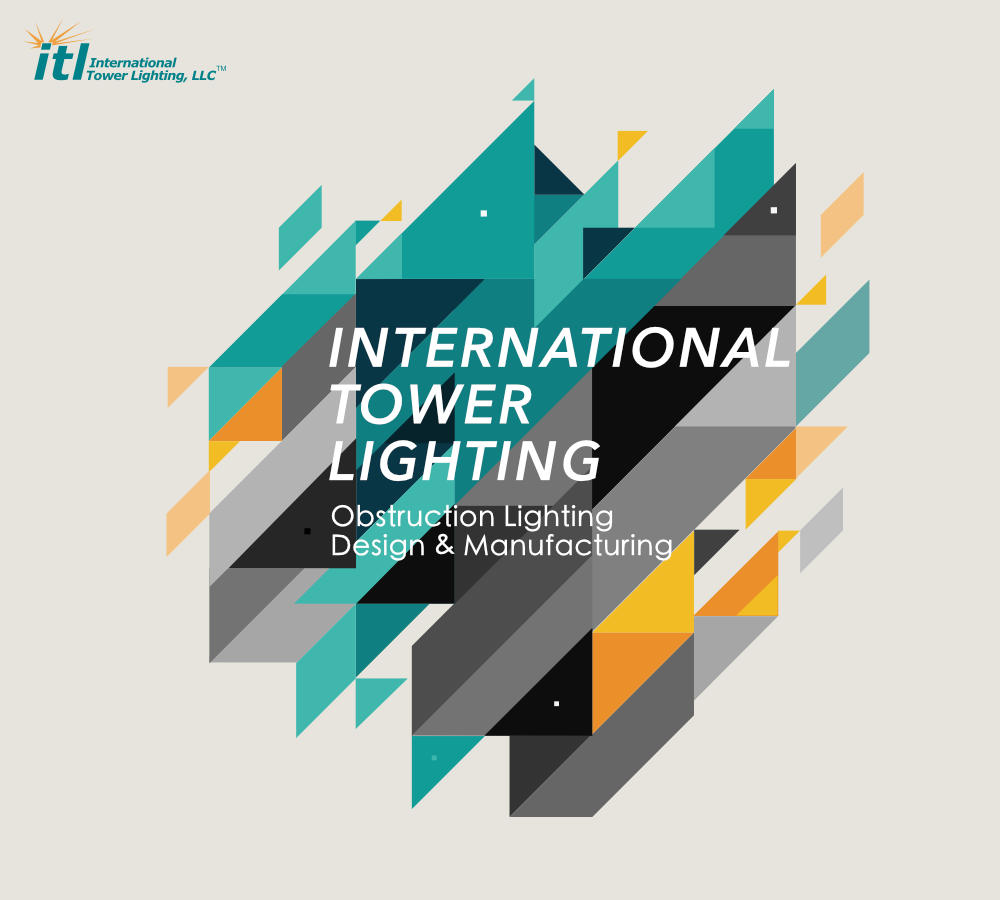 itl International
Tower Lighting, LLC™
INTERNATIONAL
TOWER
LIGHTING
Obstruction Lighting
Design & Manufacturing